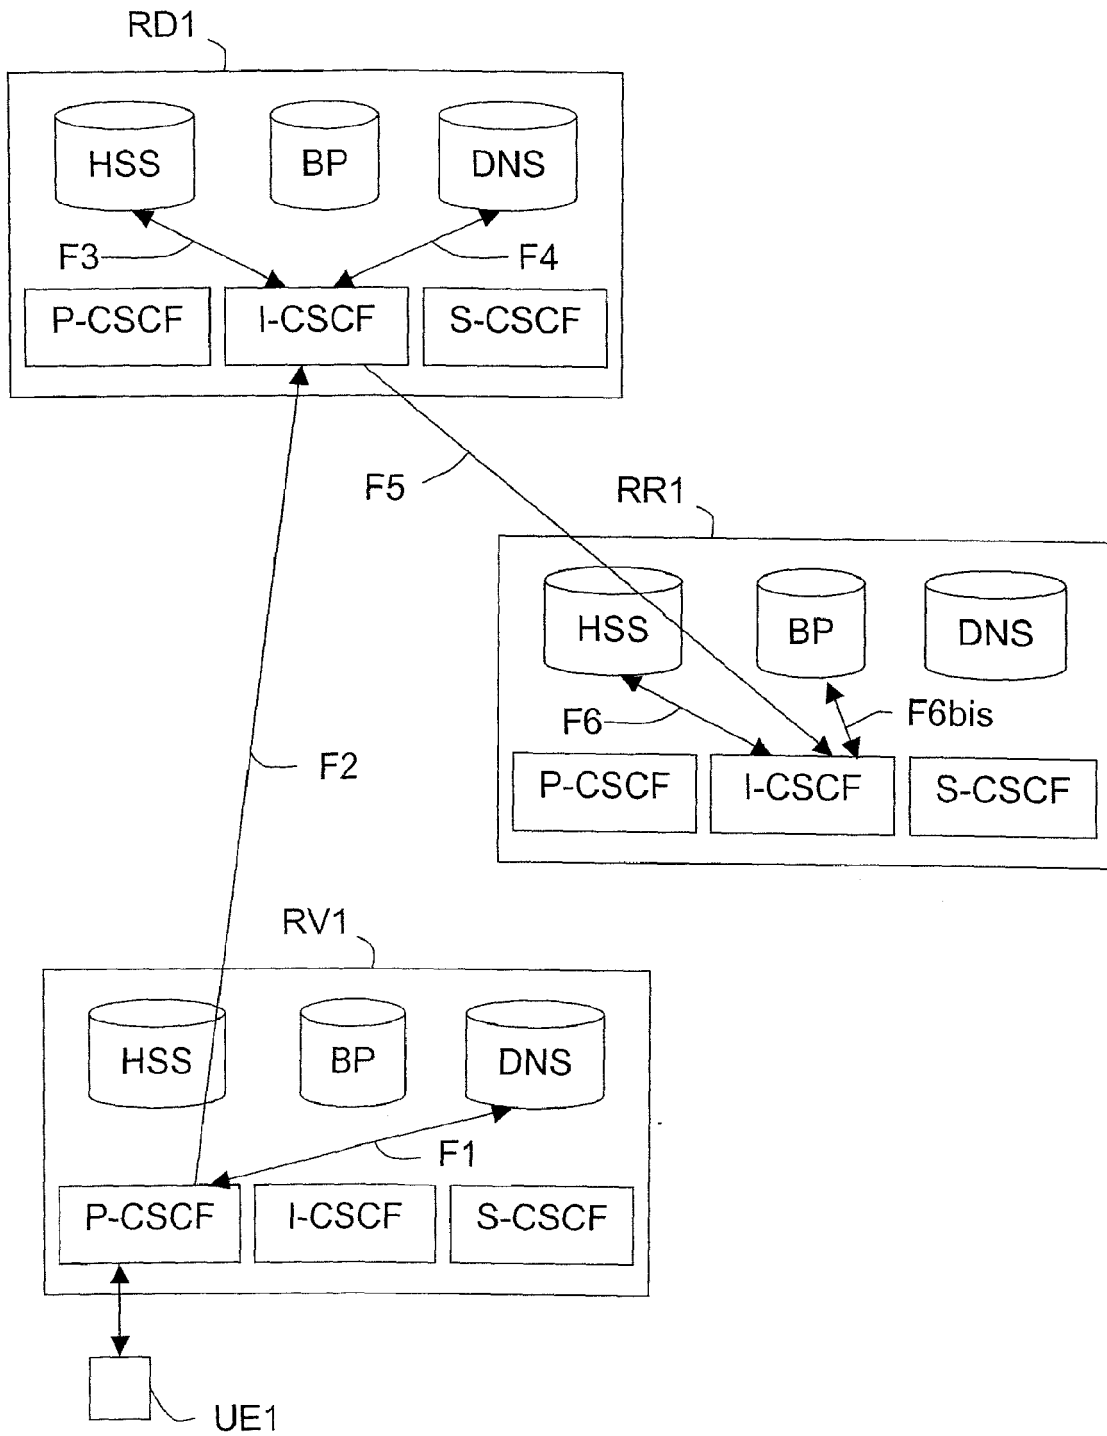 RD1
HSS
BP
DNS
F3
F4
P-CSCF
I-CSCF
S-CSCF
F5
RR1
HSS
BP
DNS
F6
F6bis
P-CSCF
I-CSCF
S-CSCF
F2
RV1
HSS
BP
DNS
F1
P-CSCF
I-CSCF
S-CSCF
UE1